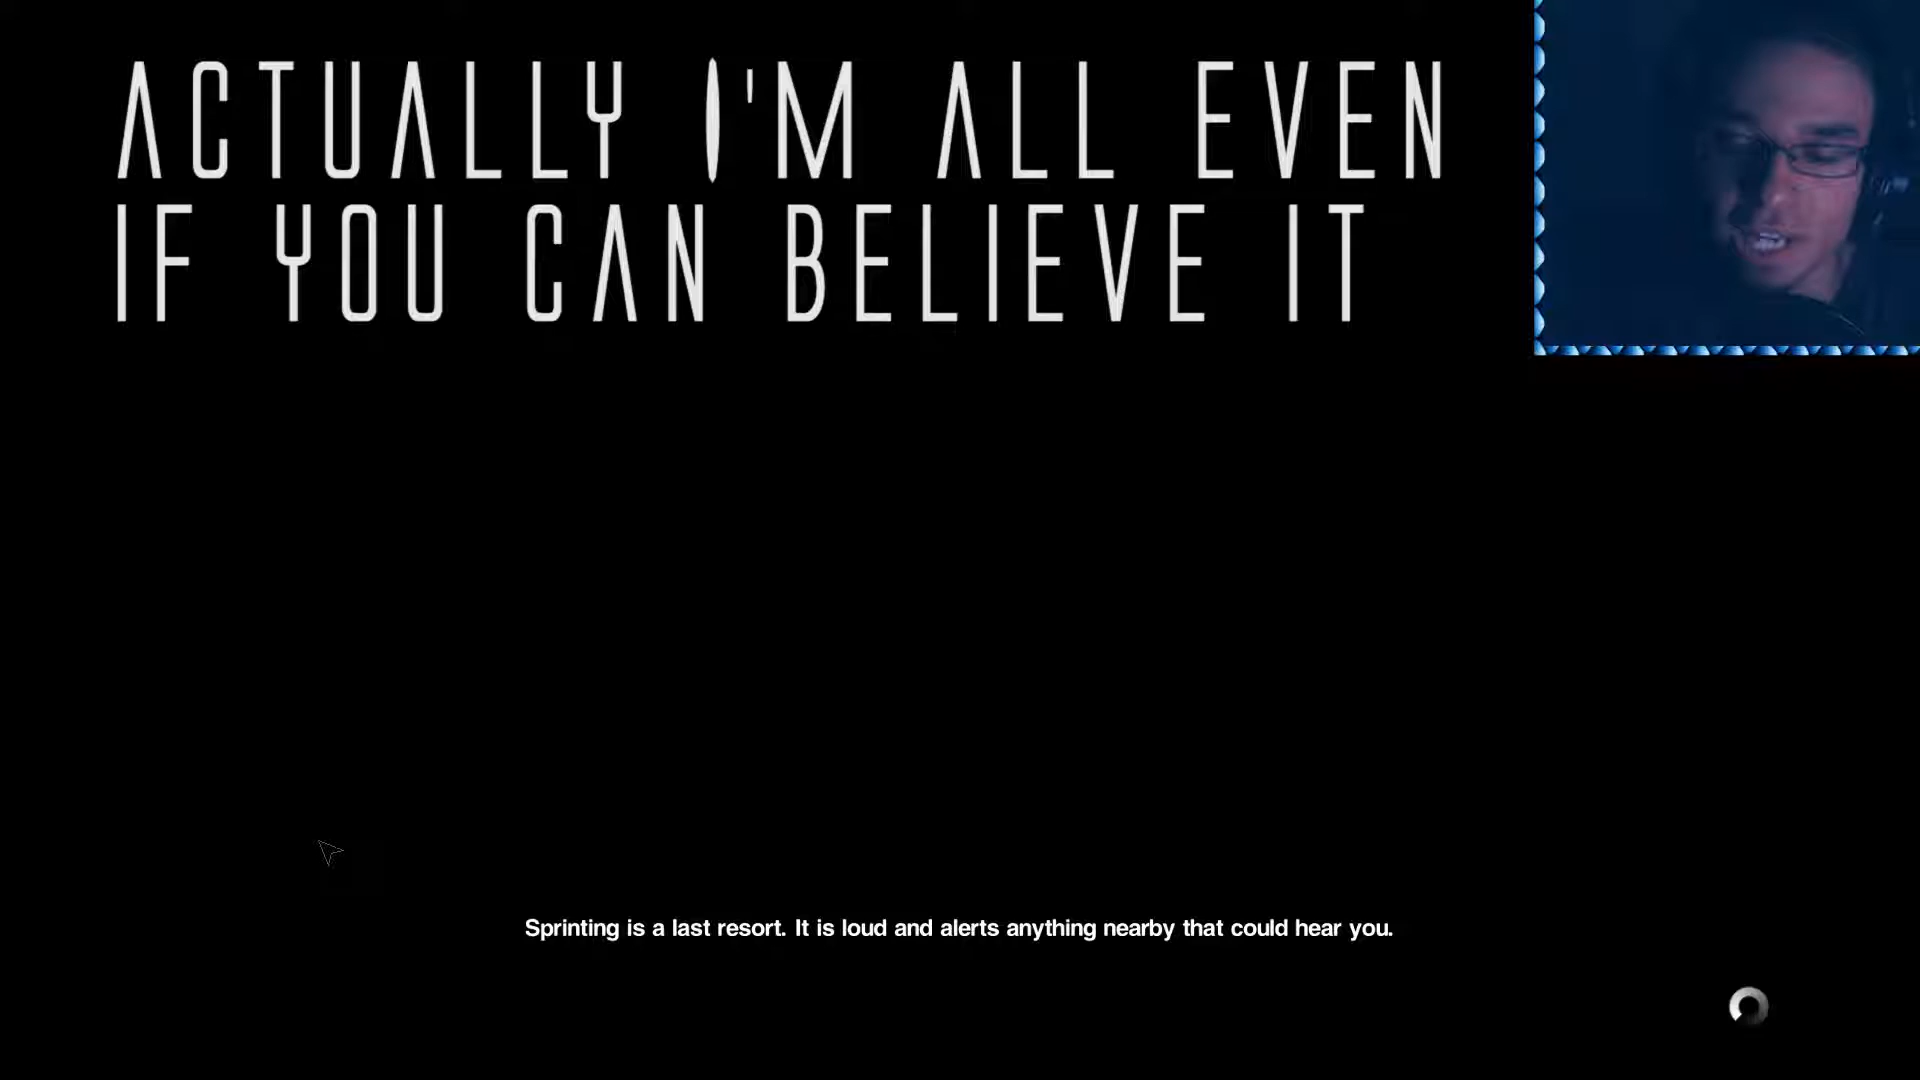 ACTUALLY I'M ALL EVEN
IF YOU CAN BELIEVE IT
Sprinting is a last resort. It is loud and alerts anything nearby that could hear you.